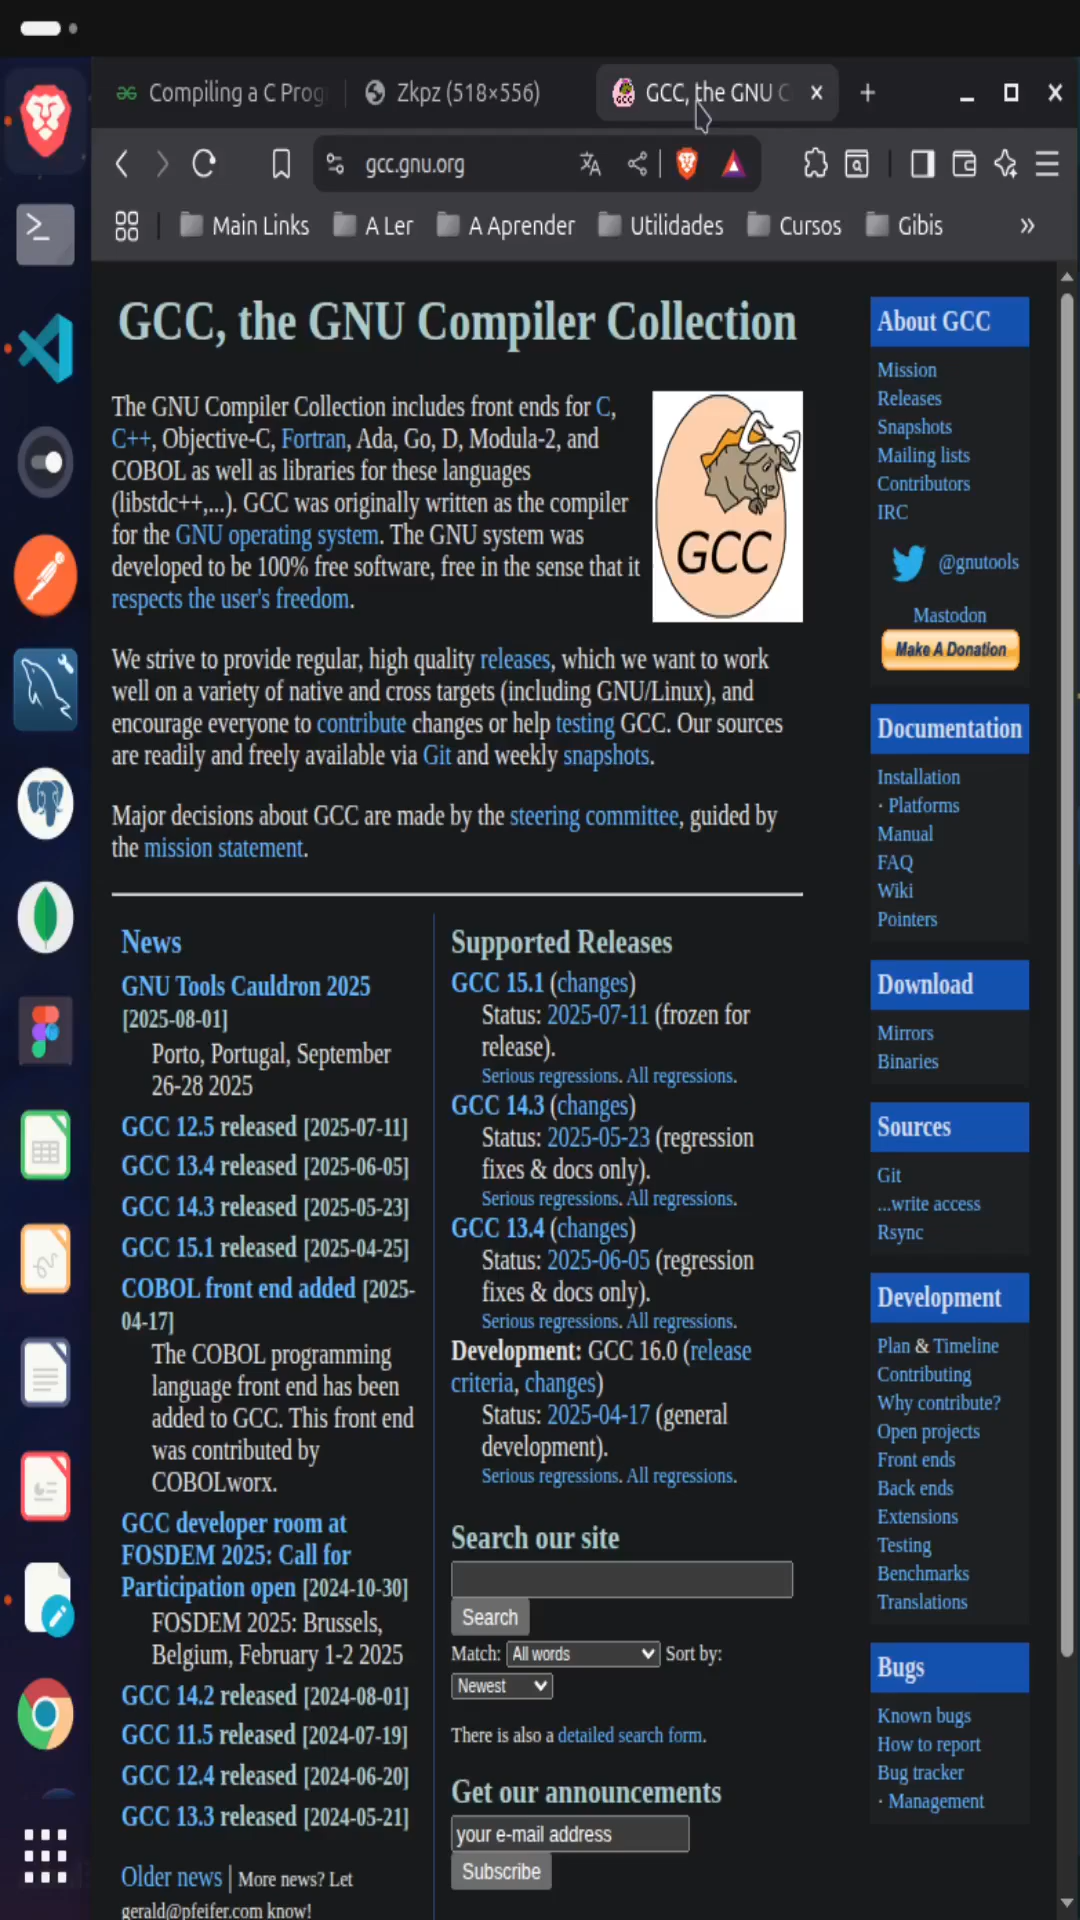 Compiling a C Prog
Zkpz (518×556)
GCC, the GNU C
gcc.gnu.org
Main Links
A Ler
A Aprender
Utilidades
Cursos
Gibis
GCC, the GNU Compiler Collection
The GNU Compiler Collection includes front ends for C,
C++, Objective-C, Fortran, Ada, Go, D, Modula-2, and
COBOL as well as libraries for these languages
(libstdc++,...). GCC was originally written as the compiler
for the GNU operating system. The GNU system was
developed to be 100% free software, free in the sense that it
respects the user's freedom.
GCC
We strive to provide regular, high quality releases, which we want to work
well on a variety of native and cross targets (including GNU/Linux), and
encourage everyone to contribute changes or help testing GCC. Our sources
are readily and freely available via Git and weekly snapshots.
Major decisions about GCC are made by the steering committee, guided by
the mission statement.
News
GNU Tools Cauldron 2025
[2025-08-01]
Porto, Portugal, September
26-28 2025
GCC 12.5 released [2025-07-11]
GCC 13.4 released [2025-06-05]
GCC 14.3 released [2025-05-23]
GCC 15.1 released [2025-04-25]
COBOL front end added [2025-
04-17]
The COBOL programming
language front end has been
added to GCC. This front end
was contributed by
COBOLworx.
GCC developer room at
FOSDEM 2025: Call for
Participation open [2024-10-30]
FOSDEM 2025: Brussels,
Belgium, February 1-2 2025
GCC 14.2 released [2024-08-01]
GCC 11.5 released [2024-07-19]
GCC 12.4 released [2024-06-20]
GCC 13.3 released [2024-05-21]
Older news | More news? Let
gerald@pfeifer.com know!
Supported Releases
GCC 15.1 (changes)
Status: 2025-07-11 (frozen for
release).
Serious regressions. All regressions.
GCC 14.3 (changes)
Status: 2025-05-23 (regression
fixes & docs only).
Serious regressions. All regressions.
GCC 13.4 (changes)
Status: 2025-06-05 (regression
fixes & docs only).
Serious regressions. All regressions.
Development: GCC 16.0 (release
criteria, changes)
Status: 2025-04-17 (general
development).
Serious regressions. All regressions.
Search our site
Search
Match: All words Sort by:
Newest
There is also a detailed search form.
Get our announcements
your e-mail address
Subscribe
About GCC
Mission
Releases
Snapshots
Mailing lists
Contributors
IRC
@gnutools
Mastodon
Make A Donation
Documentation
Installation
· Platforms
Manual
FAQ
Wiki
Pointers
Download
Mirrors
Binaries
Sources
Git
...write access
Rsync
Development
Plan & Timeline
Contributing
Why contribute?
Open projects
Front ends
Back ends
Extensions
Testing
Benchmarks
Translations
Bugs
Known bugs
How to report
Bug tracker
· Management